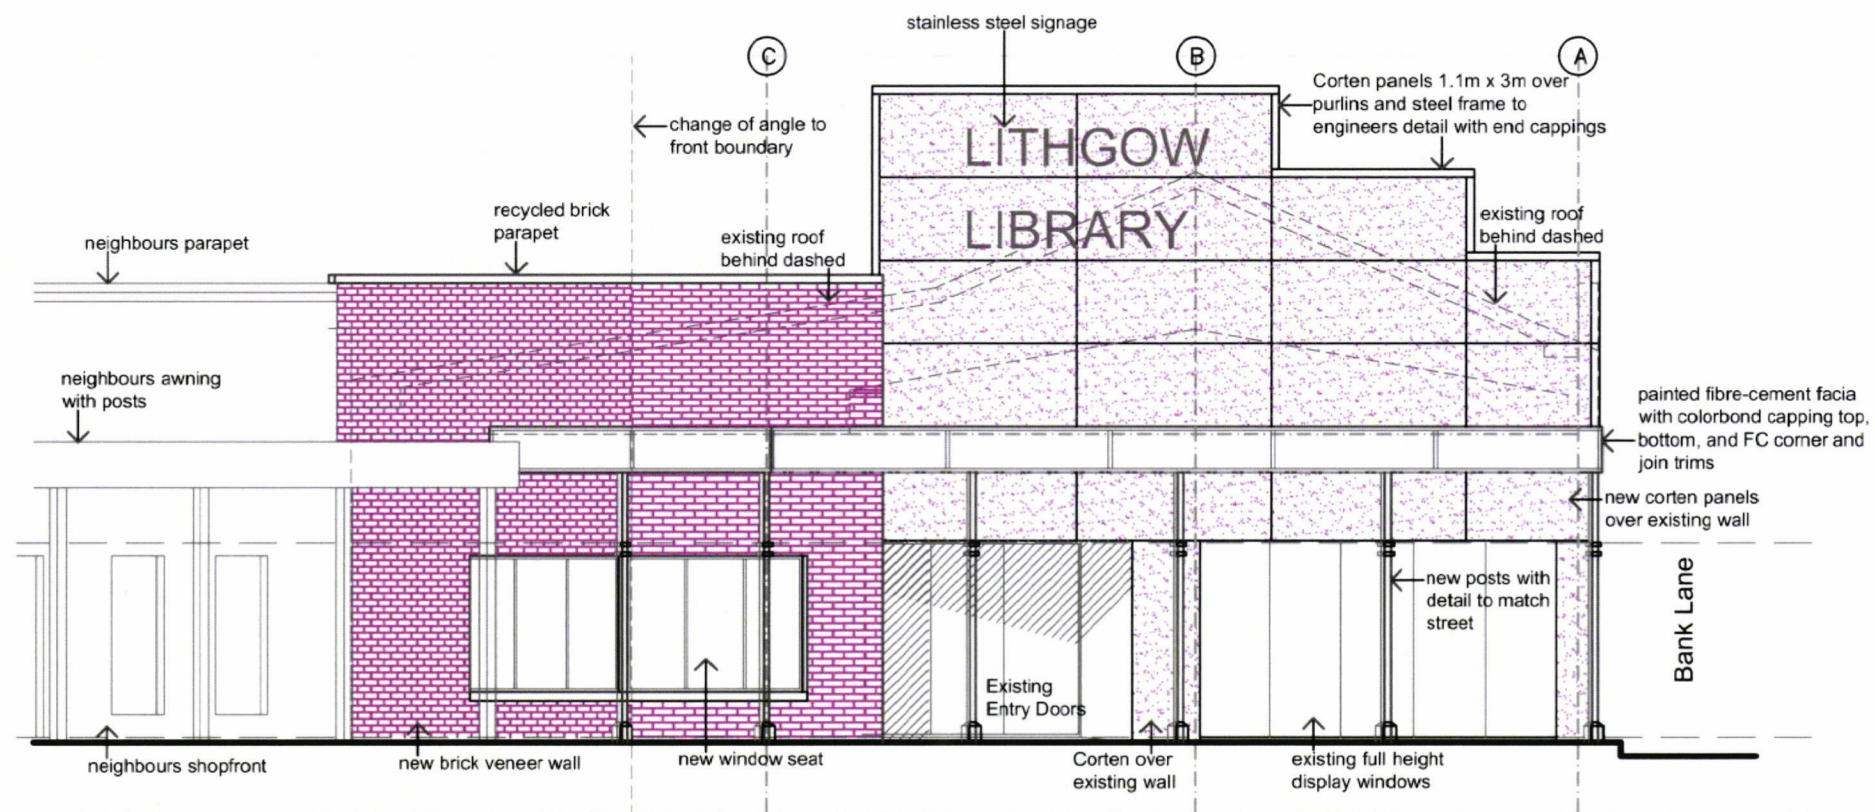 stainless steel signage
C
B
A
Corten panels 1.1m x 3m over
purlins and steel frame to
engineers detail with end cappings
change of angle to
front boundary
LITHGOW
LIBRARY
recycled brick
parapet
neighbours parapet
existing roof
behind dashed
existing roof
behind dashed
neighbours awning
with posts
painted fibre-cement facia
with colorbond capping top,
bottom, and FC corner and
join trims
new corten panels
over existing wall
new posts with
detail to match
street
Bank Lane
Existing
Entry Doors
neighbours shopfront
new brick veneer wall
new window seat
Corten over
existing wall
existing full height
display windows